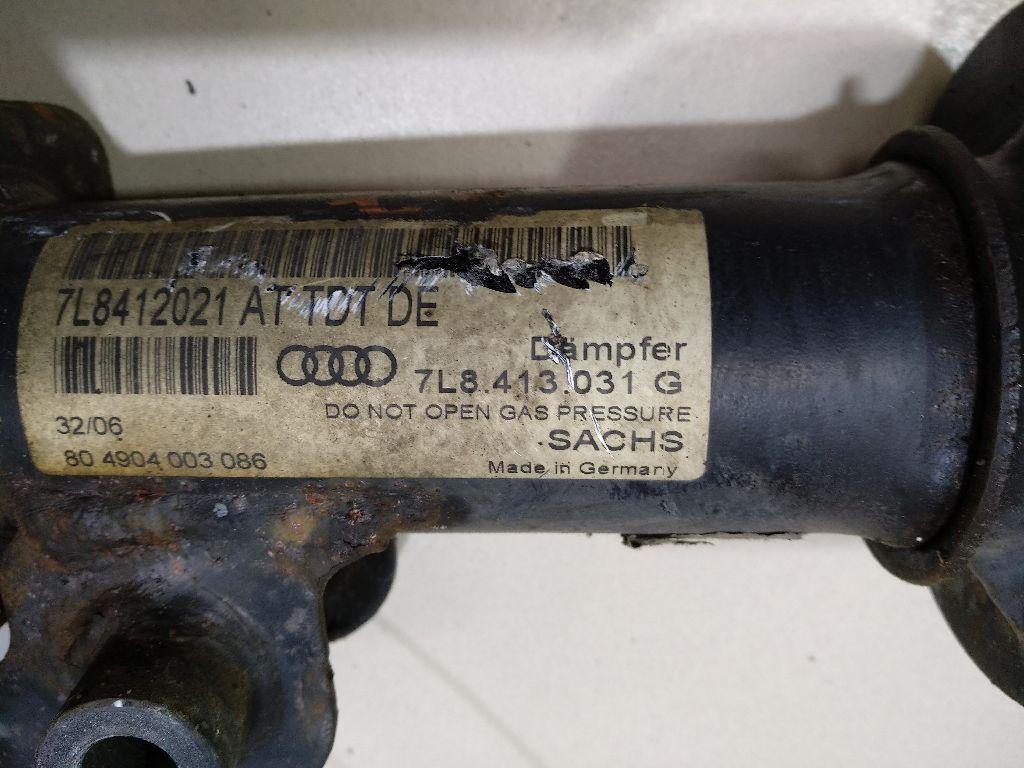 7L8412021 AT TDT DE
Dämpfer
7L8.413.031 G
DO NOT OPEN GAS PRESSURE
32/06
SACHS
80 4904 003 086
Made in Germany